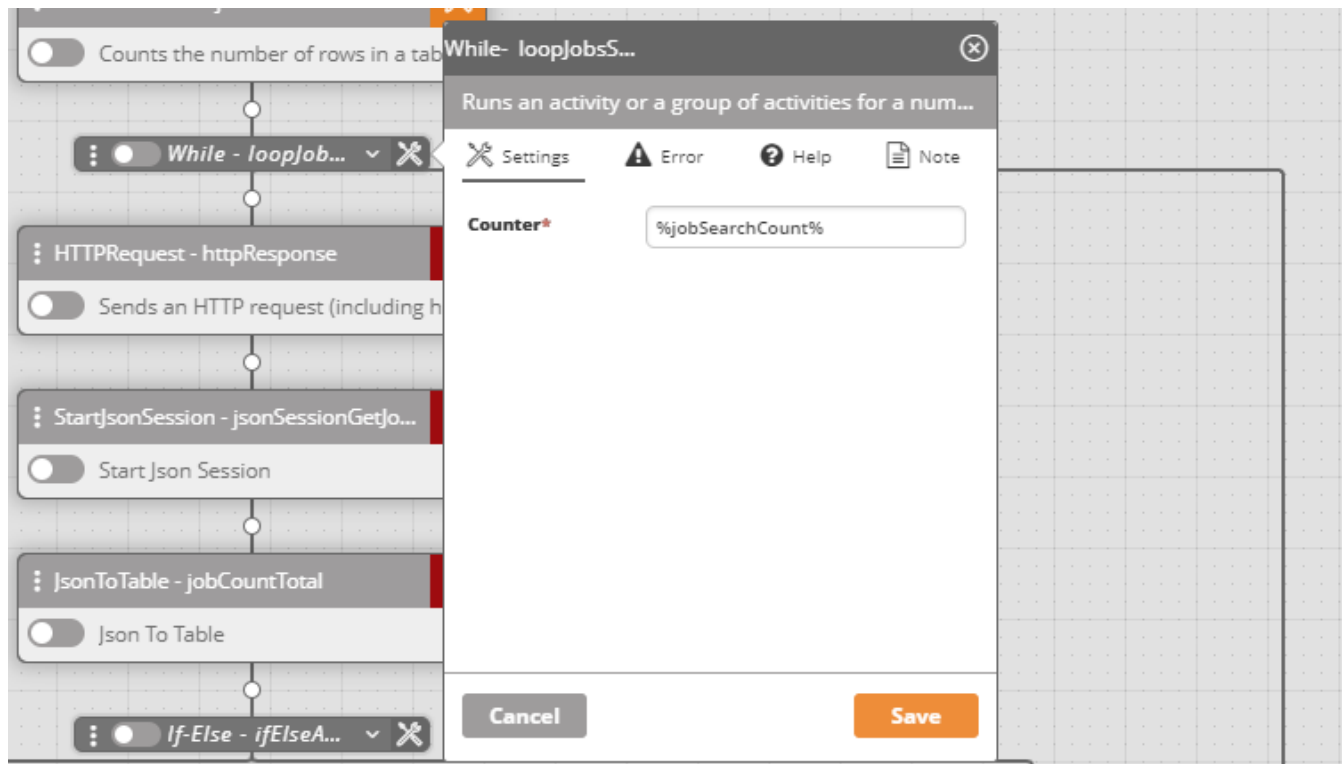 Counts the number of rows in a tab
While - loopJob...
HTTPRequest - httpResponse
Sends an HTTP request (including h
StartJsonSession - jsonSessionGetJo...
Start Json Session
JsonToTable - jobCountTotal
Json To Table
If-Else - ifElseA...
While- loopJobsS...
Runs an activity or a group of activities for a num...
Settings
Error
Help
Note
Counter*
%jobSearchCount%
Cancel
Save